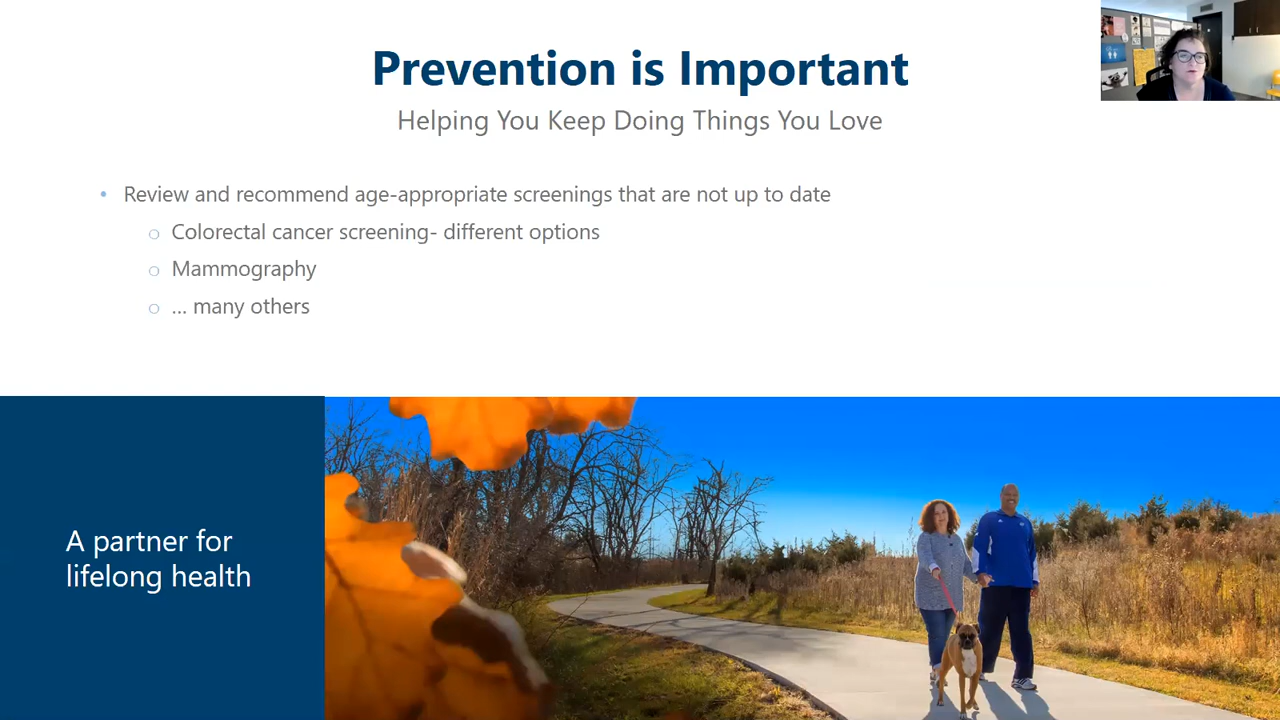 Prevention is Important
Helping You Keep Doing Things You Love
• Review and recommend age-appropriate screenings that are not up to date
○ Colorectal cancer screening- different options
○ Mammography
○ ... many others
A partner for
lifelong health